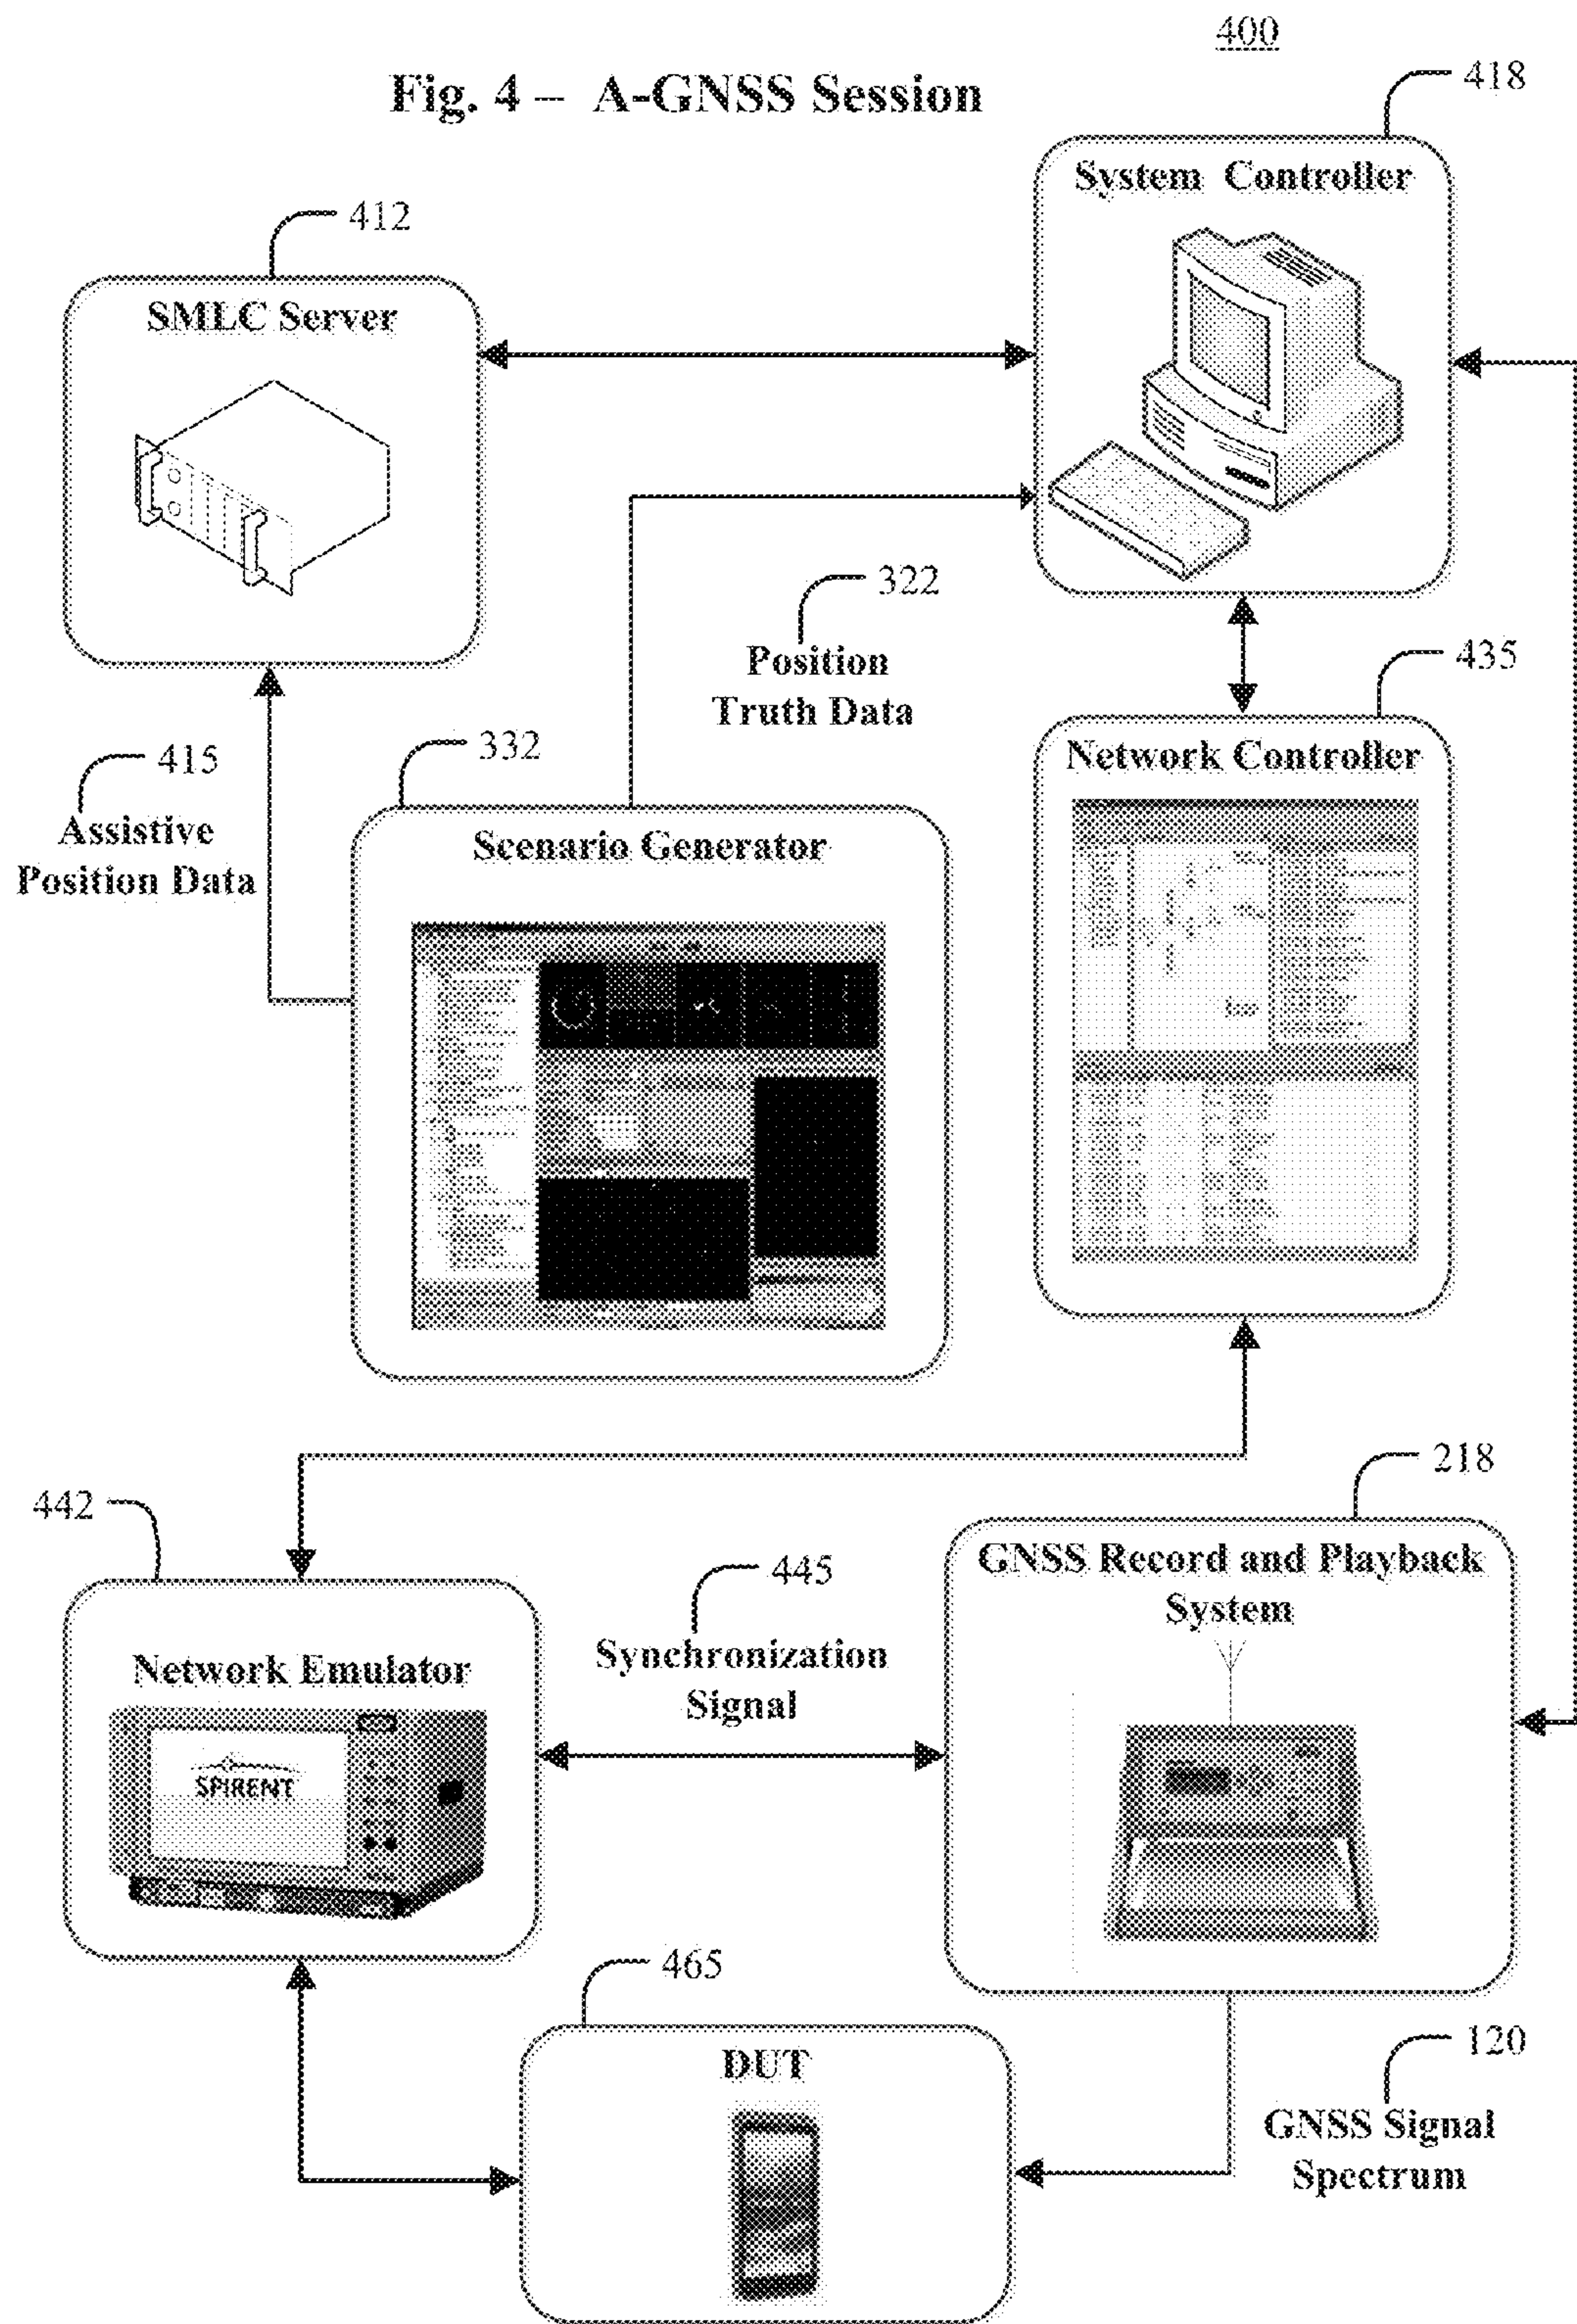 400
Fig. 4 – A-GNSS Session
418
System Controller
412
SMLC Server
322
Position
Truth Data
435
Network Controller
415
Assistive
Position Data
332
Scenario Generator
218
GNSS Record and Playback
System
442
Network Emulator
SPIRENT
445
Synchronization
Signal
465
DUT
120
GNSS Signal
Spectrum